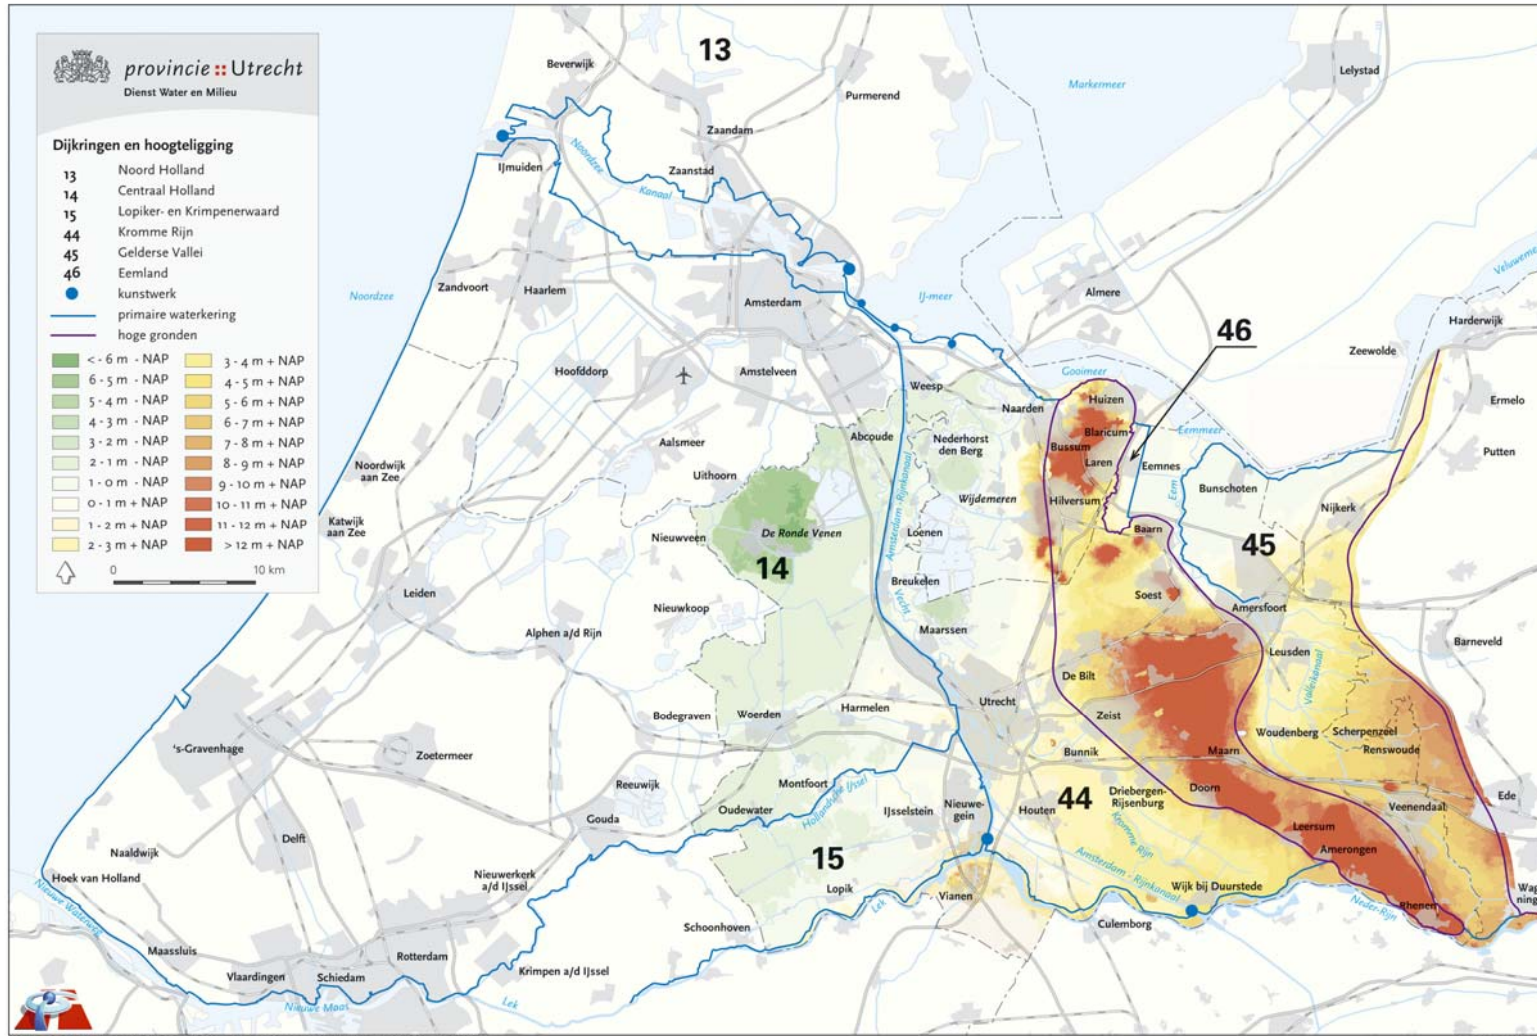 provincie :: Utrecht
Dienst Water en Milieu
Dijkringen en hoogteligging
13 Noord Holland
14 Centraal Holland
15 Lopiker- en Krimpenerwaard
44 Kromme Rijn
45 Gelderse Vallei
46 Eemland
kunstwerk
primaire waterkering
hoge gronden
< - 6 m - NAP
6 - 5 m - NAP
5 - 4 m - NAP
4 - 3 m - NAP
3 - 2 m - NAP
2 - 1 m - NAP
1 - 0 m - NAP
0 - 1 m + NAP
1 - 2 m + NAP
2 - 3 m + NAP
3 - 4 m + NAP
4 - 5 m + NAP
5 - 6 m + NAP
6 - 7 m + NAP
7 - 8 m + NAP
8 - 9 m + NAP
9 - 10 m + NAP
10 - 11 m + NAP
11 - 12 m + NAP
> 12 m + NAP
0 10 km
13
Beverwijk
Purmerend
Markermeer
Lelystad
Zaandam
IJmuiden
Noordzee
Kanaal
Zaanstad
Noordzee
Zandvoort
Haarlem
Amsterdam
IJ-meer
Almere
Veluweme
Harderwijk
46
Zeewolde
Hoofddorp
Amstelveen
Weesp
Gooimeer
Naarden
Huizen
Ermelo
Aalsmeer
Abcoude
Nederhorst
den Berg
Blaricum
Bussum
Laren
Eemmeer
Eemnes
Putten
Noordwijk
aan Zee
Uithoorn
Amsterdam - Rijnkanaal
Wijdemeren
Hilversum
Eem
Bunschoten
Nijkerk
Katwijk
aan Zee
Nieuwveen
De Ronde Venen
Loenen
Baarn
45
14
Breukelen
Vecht
Leiden
Nieuwkoop
Soest
Amersfoort
Alphen a/d Rijn
Maarssen
Barneveld
Leusden
Valleikanaal
De Bilt
Utrecht
Zeist
Bodegraven
Woerden
Harmelen
Woudenberg
Scherpenzeel
Renswoude
's-Gravenhage
Zoetermeer
Bunnik
Maarn
Reeuwijk
Montfoort
Hollandsche IJssel
Doorn
Driebergen-
Rijsenburg
Ede
Oudewater
IJsselstein
Nieuwe-
gein
Houten
44
Veenendaal
Gouda
Kromme Rijn
Leersum
Delft
Amerongen
Naaldwijk
15
Amsterdam - Rijnkanaal
Hoek van Holland
Nieuwerkerk
a/d IJssel
Lopik
Lek
Vianen
Wijk bij Duurstede
Neder-Rijn
Rhenen
Wag
ning
Nieuwe Waterweg
Schoonhoven
Culemborg
Maassluis
Rotterdam
Vlaardingen
Schiedam
Krimpen a/d IJssel
Nieuwe Maas
Lek